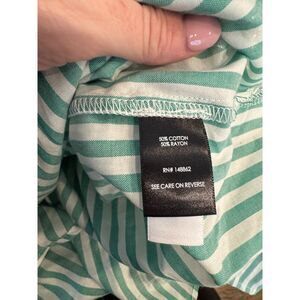 50% COTTON
50% RAYON
RN# 148862
SEE CARE ON REVERSE